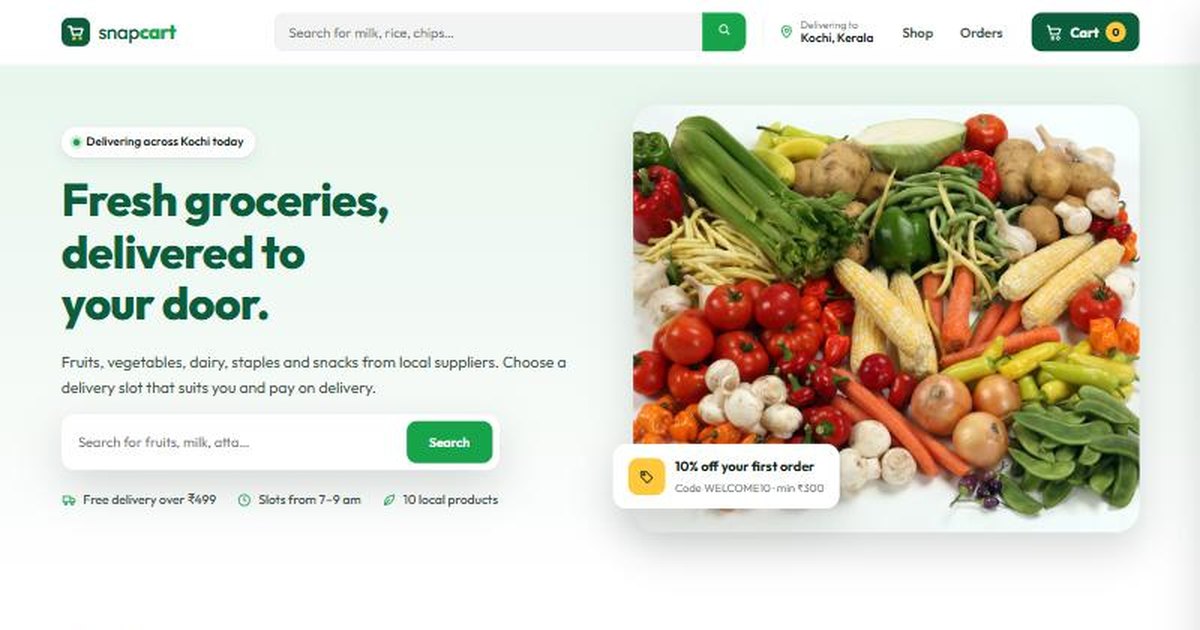 snapcart
Search for milk, rice, chips...
Delivering to
Kochi, Kerala
Shop
Orders
Cart
0
Delivering across Kochi today
Fresh groceries,
delivered to
your door.
Fruits, vegetables, dairy, staples and snacks from local suppliers. Choose a
delivery slot that suits you and pay on delivery.
Search for fruits, milk, atta...
Search
Free delivery over ₹499
Slots from 7–9 am
10 local products
10% off your first order
Code WELCOME10 · min ₹300